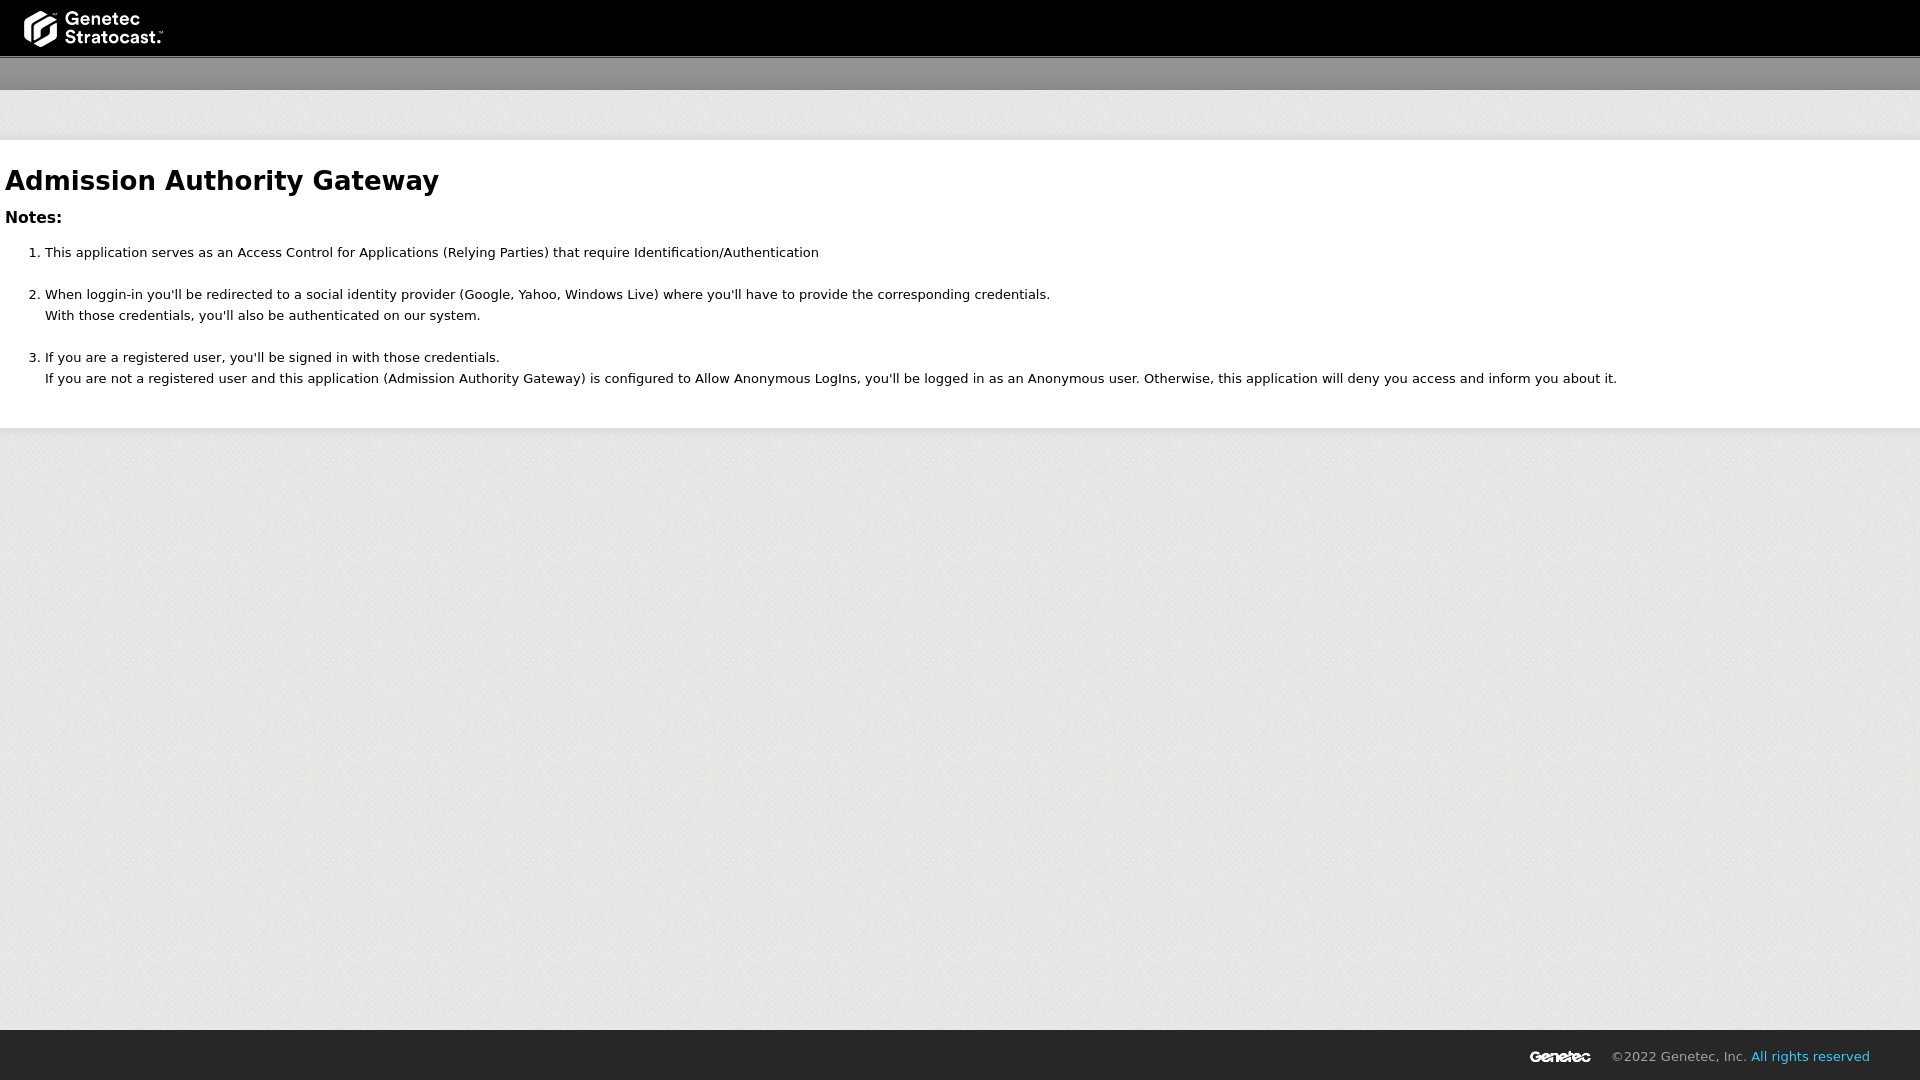 Genetec
Stratocast.™
Admission Authority Gateway
Notes:
1. This application serves as an Access Control for Applications (Relying Parties) that require Identification/Authentication
2. When loggin-in you'll be redirected to a social identity provider (Google, Yahoo, Windows Live) where you'll have to provide the corresponding credentials.
With those credentials, you'll also be authenticated on our system.
3. If you are a registered user, you'll be signed in with those credentials.
If you are not a registered user and this application (Admission Authority Gateway) is configured to Allow Anonymous LogIns, you'll be logged in as an Anonymous user. Otherwise, this application will deny you access and inform you about it.
Genetec ©2022 Genetec, Inc. All rights reserved